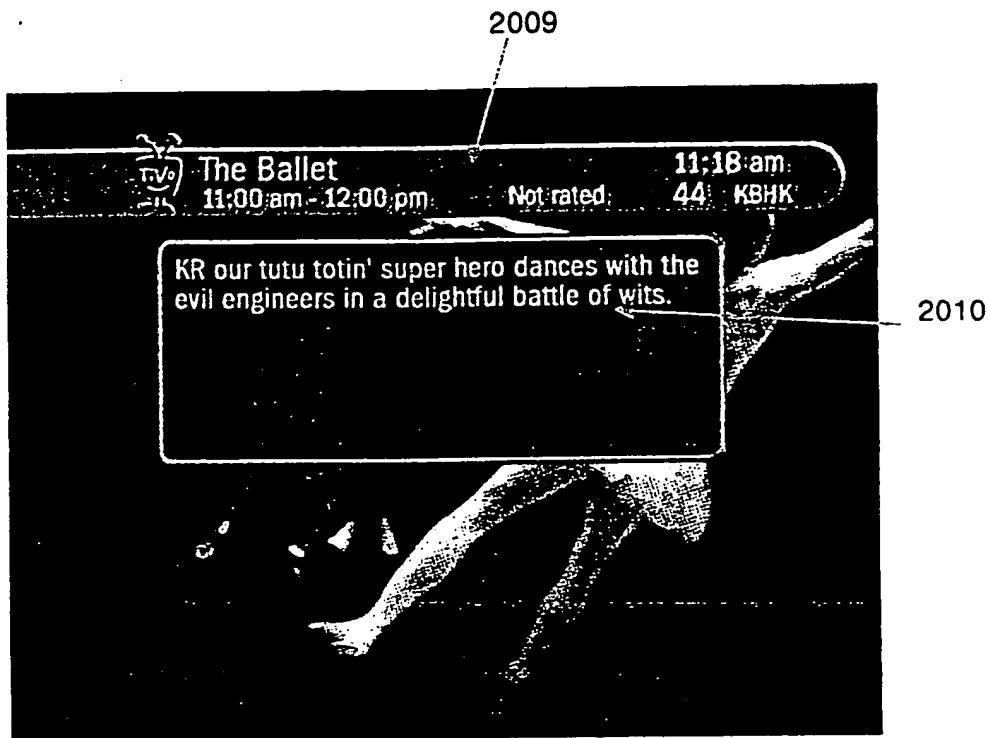 2009
TiVo The Ballet 11:18 am
11:00 am - 12:00 pm Not rated 44 KBHK
KR our tutu totin' super hero dances with the
evil engineers in a delightful battle of wits.
2010